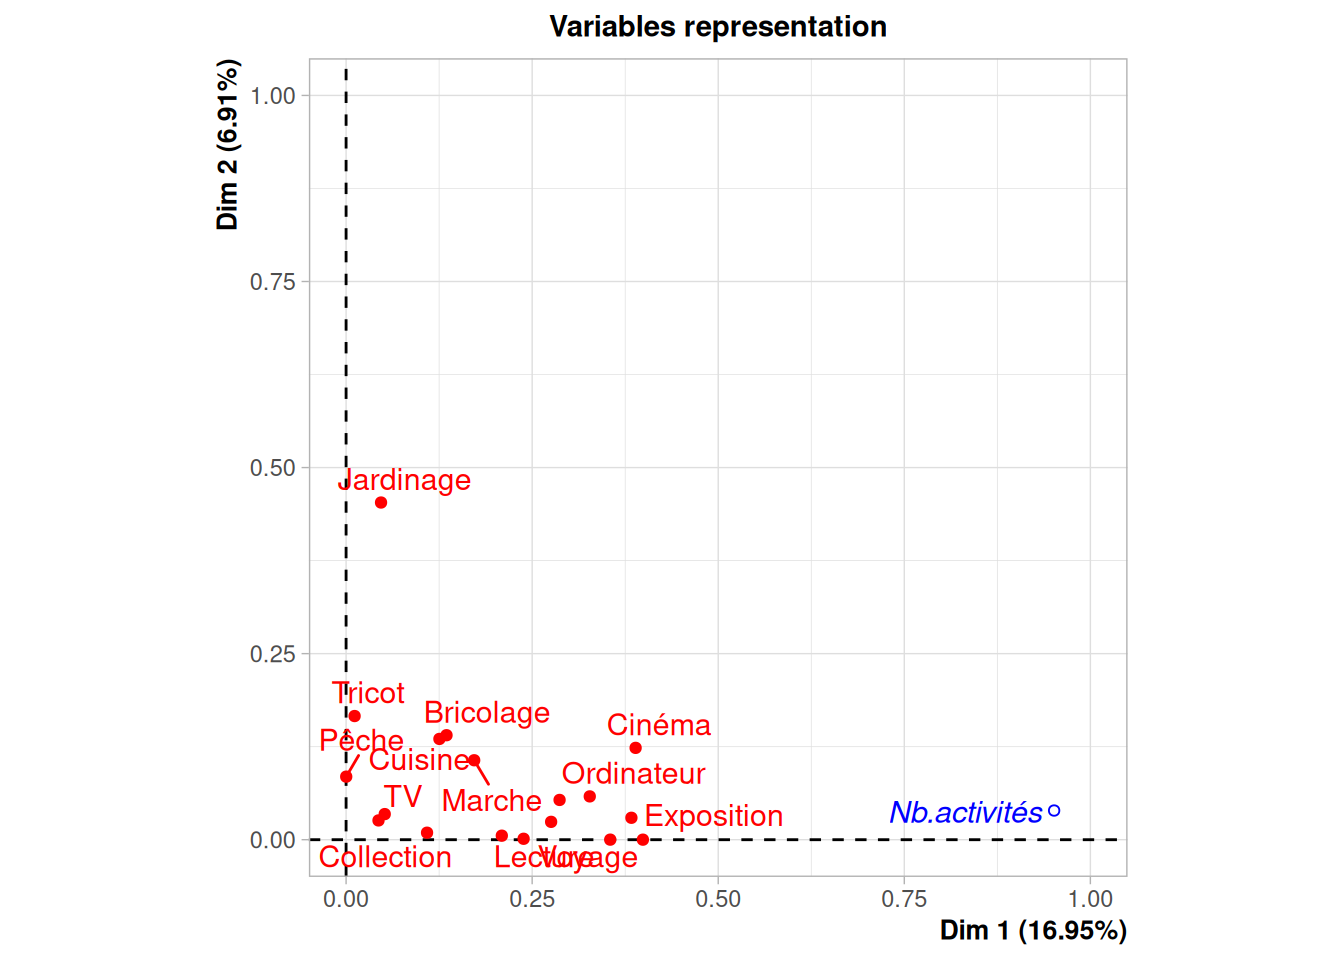 Variables representation
Dim 2 (6.91%)
1.00
0.75
0.50
0.25
0.00
Jardinage
Tricot
Bricolage
Cinéma
Pêche
Cuisine
Ordinateur
TV
Marche
Exposition
Nb.activités
Collection
Lecture
Voyage
0.00
0.25
0.50
0.75
1.00
Dim 1 (16.95%)